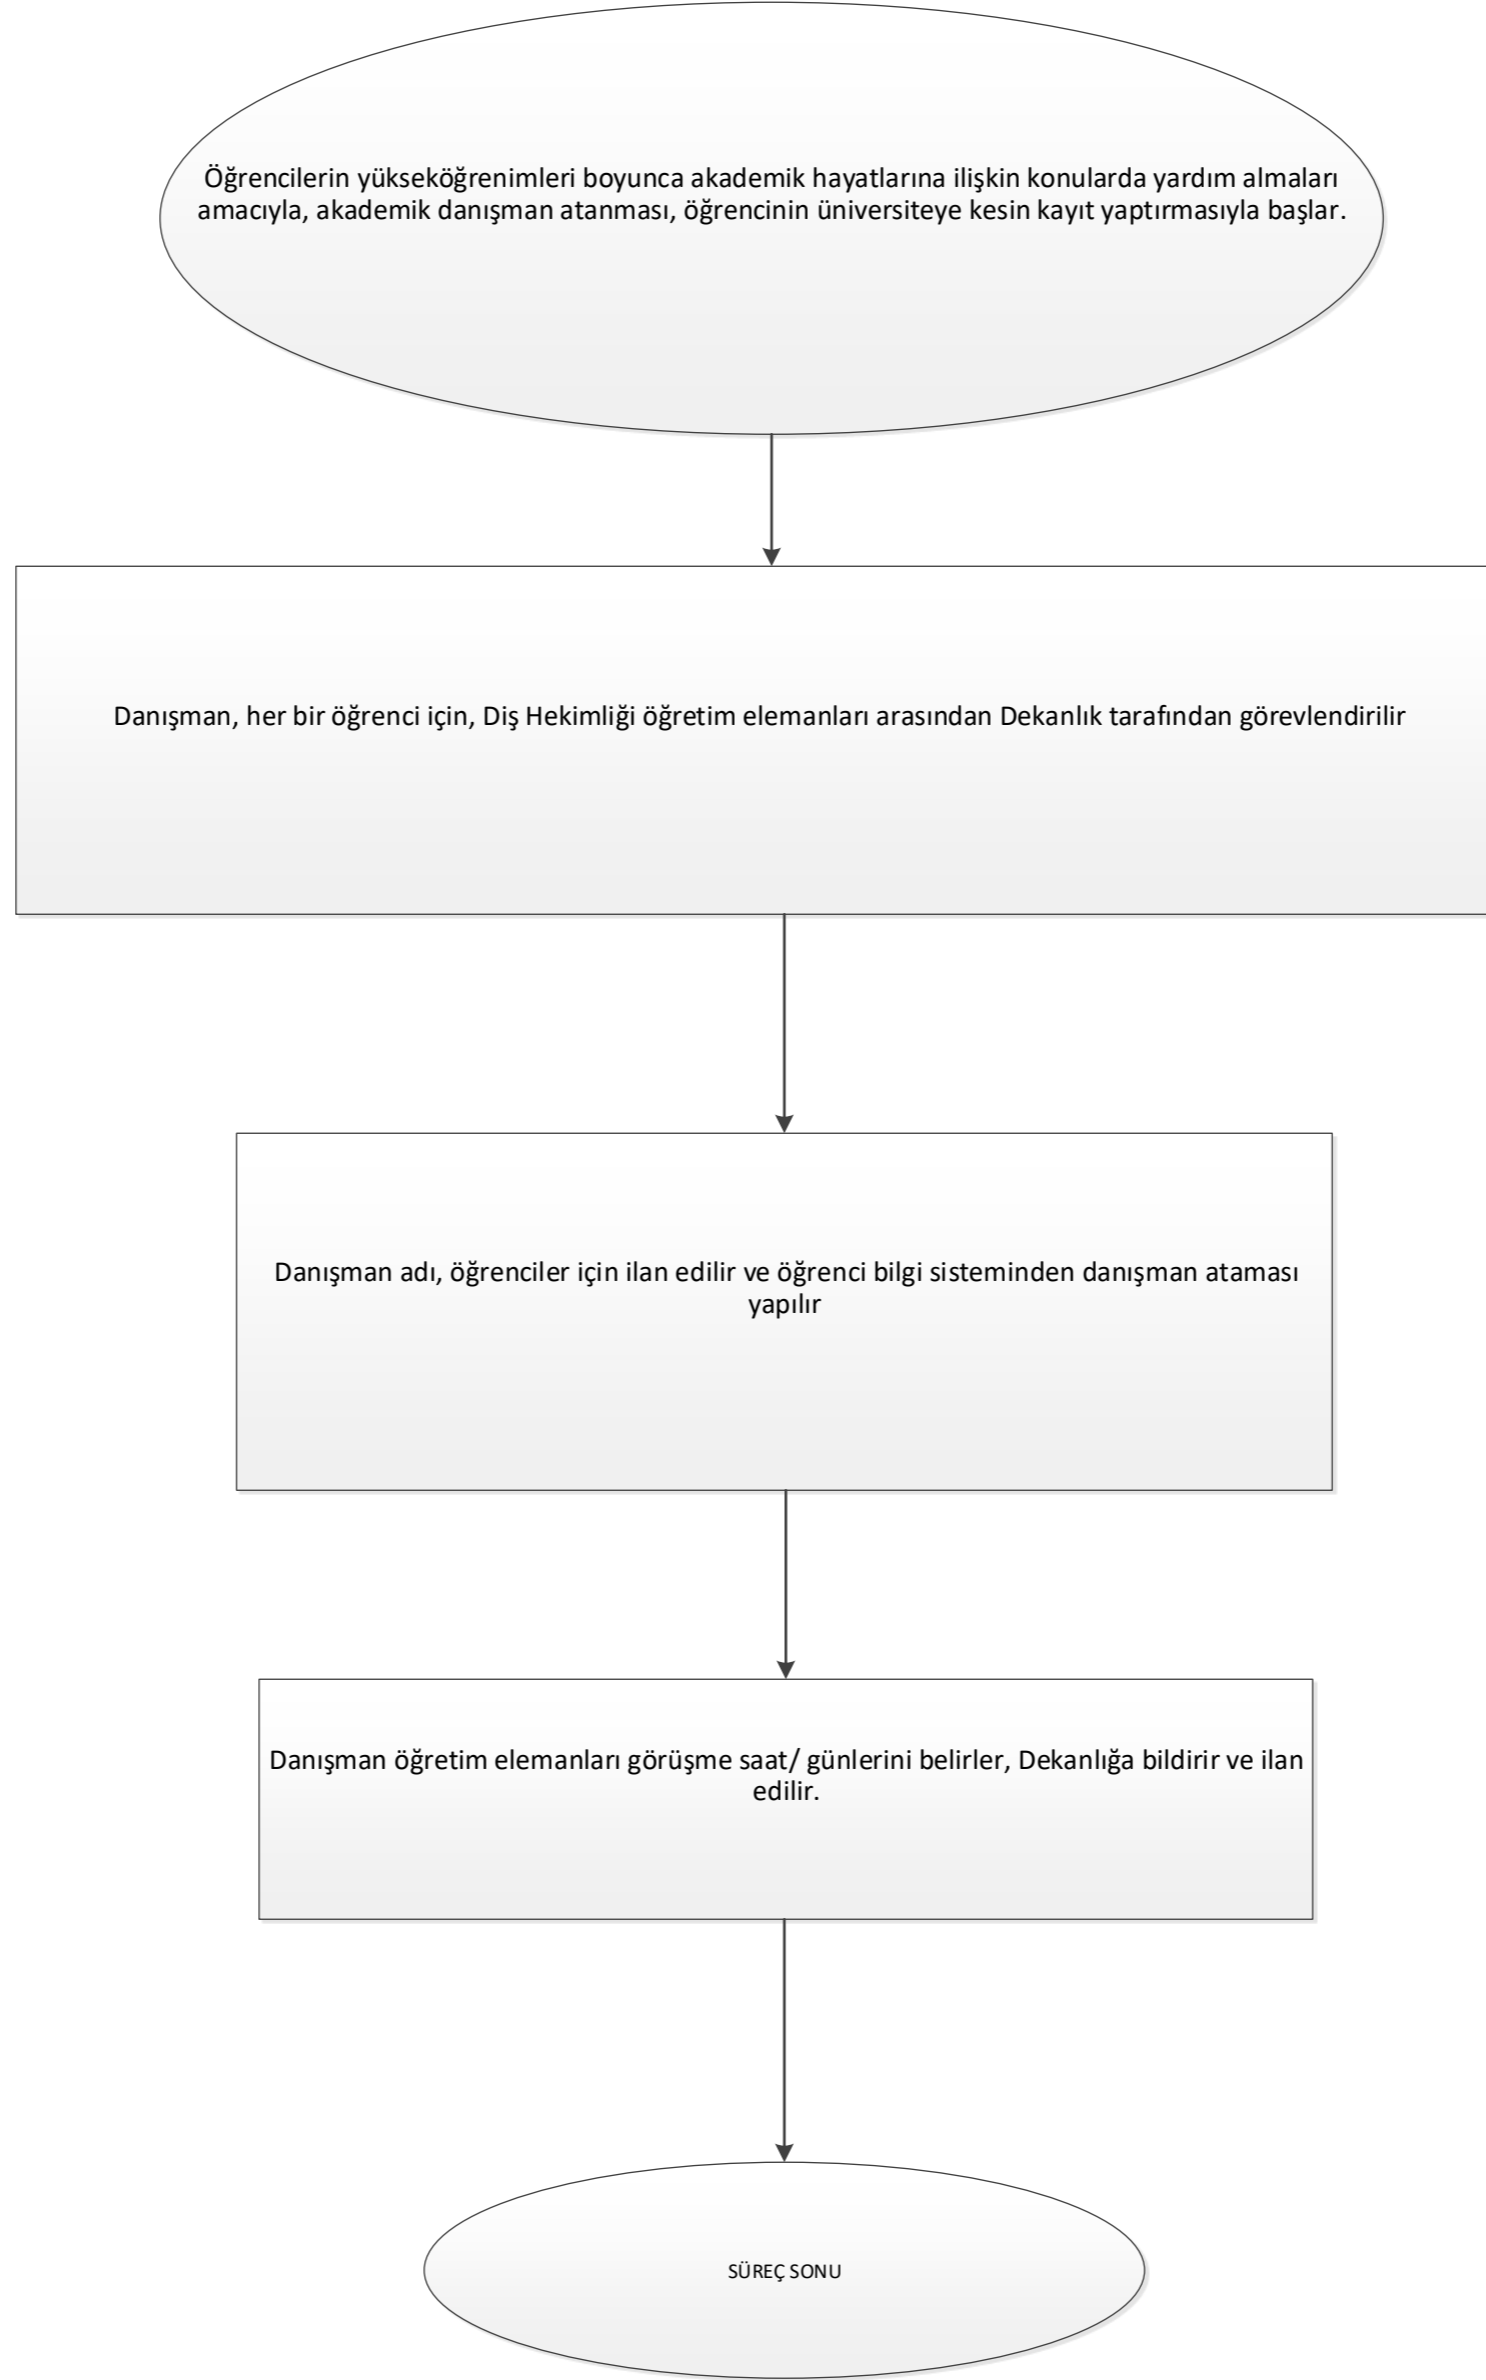 Öğrencilerin yükseköğrenimleri boyunca akademik hayatlarına ilişkin konularda yardım almaları
amacıyla, akademik danışman atanması, öğrencinin üniversiteye kesin kayıt yaptırmasıyla başlar.
Danışman, her bir öğrenci için, Diş Hekimliği öğretim elemanları arasından Dekanlık tarafından görevlendirilir
Danışman adı, öğrenciler için ilan edilir ve öğrenci bilgi sisteminden danışman ataması
yapılır
Danışman öğretim elemanları görüşme saat/ günlerini belirler, Dekanlığa bildirir ve ilan
edilir.
SÜREÇ SONU